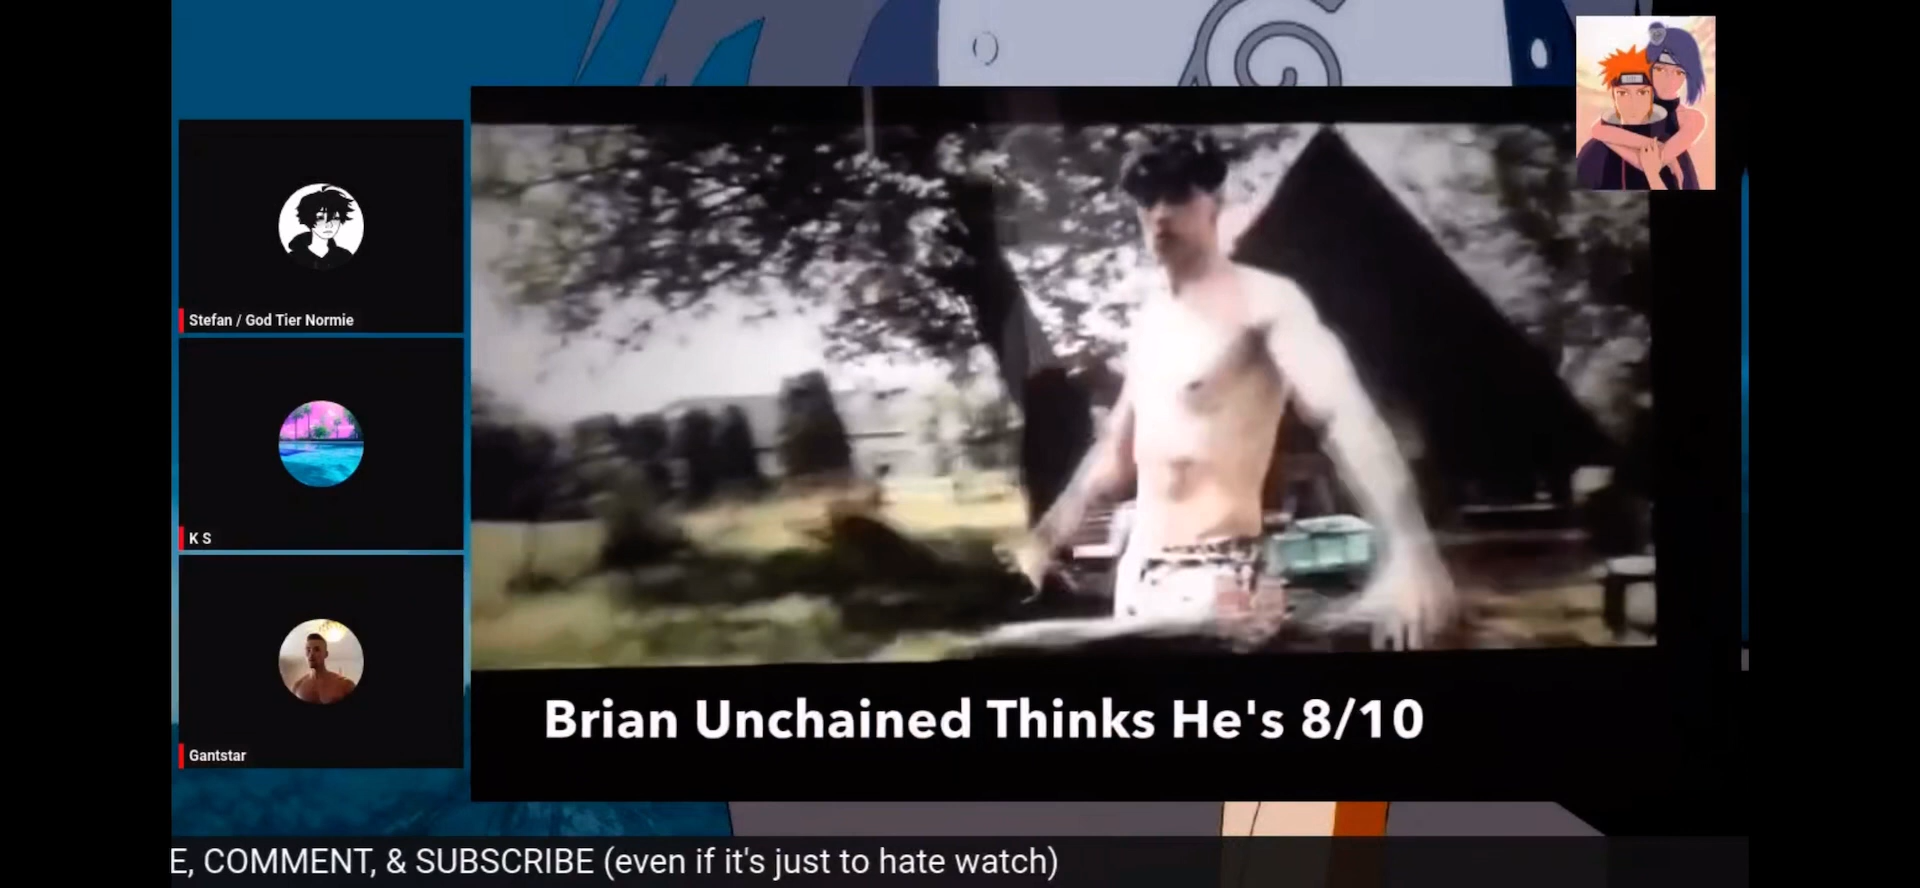 Stefan / God Tier Normie
K S
Gantstar
Brian Unchained Thinks He's 8/10
E, COMMENT, & SUBSCRIBE (even if it's just to hate watch)